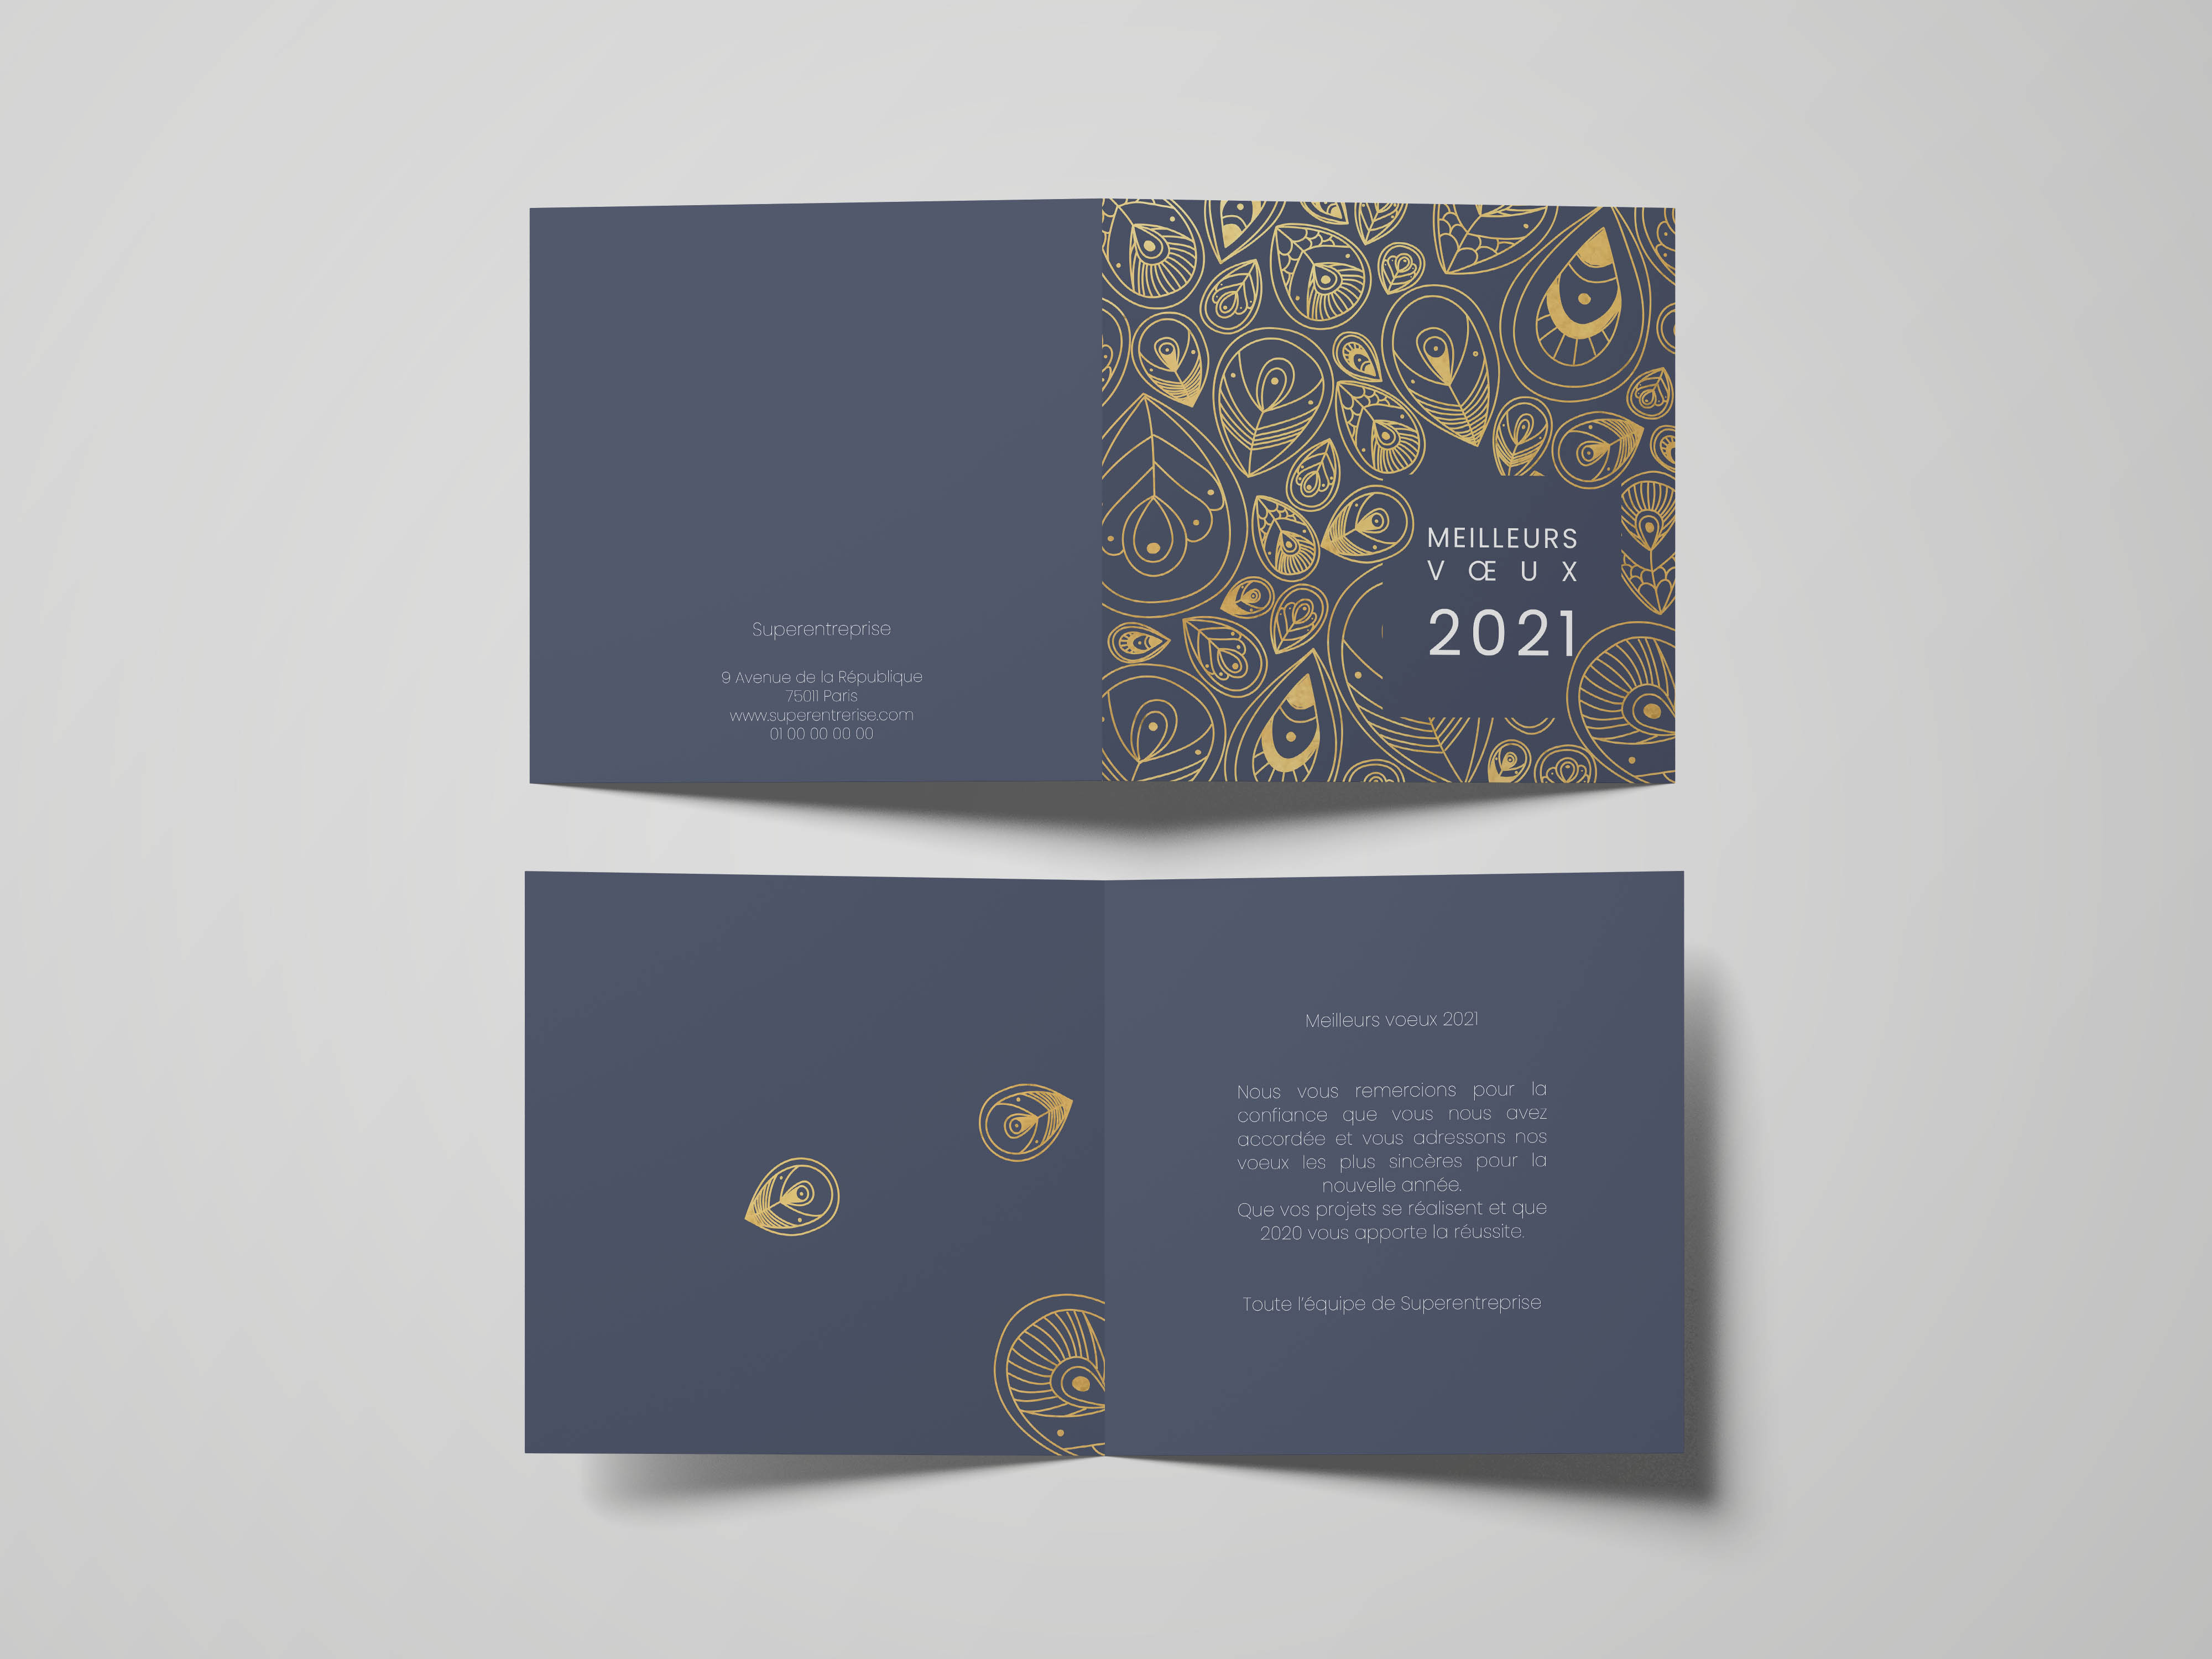 Superentreprise
9 Avenue de la République
75011 Paris
www.superentrerise.com
01 00 00 00 00
MEILLEURS
VŒUX
2021
Meilleurs voeux 2021
Nous vous remercions pour la
confiance que vous nous avez
accordée et vous adressons nos
voeux les plus sincères pour la
nouvelle année.
Que vos projets se réalisent et que
2020 vous apporte la réussite.
Toute l'équipe de Superentreprise